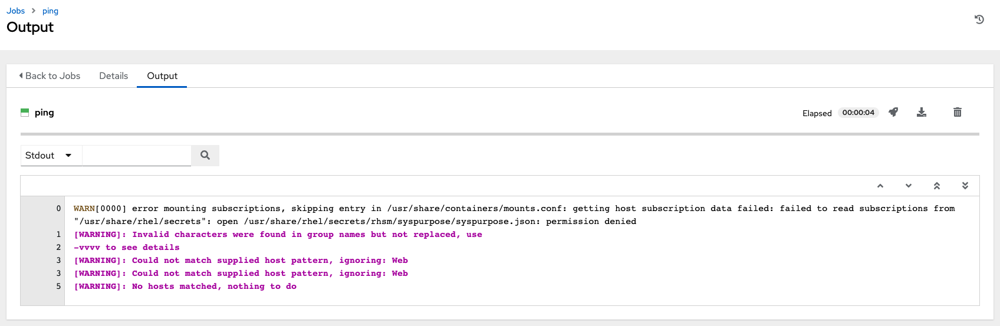 Jobs ping
Output
Back to Jobs Details Output
ping Elapsed 00:00:04
Stdout
0 WARN[0000] error mounting subscriptions, skipping entry in /usr/share/containers/mounts.conf: getting host subscription data failed: failed to read subscriptions from
"/usr/share/rhel/secrets": open /usr/share/rhel/secrets/rhsm/syspurpose/syspurpose.json: permission denied
1 [WARNING]: Invalid characters were found in group names but not replaced, use
2 -vvvv to see details
3 [WARNING]: Could not match supplied host pattern, ignoring: Web
3 [WARNING]: Could not match supplied host pattern, ignoring: Web
5 [WARNING]: No hosts matched, nothing to do